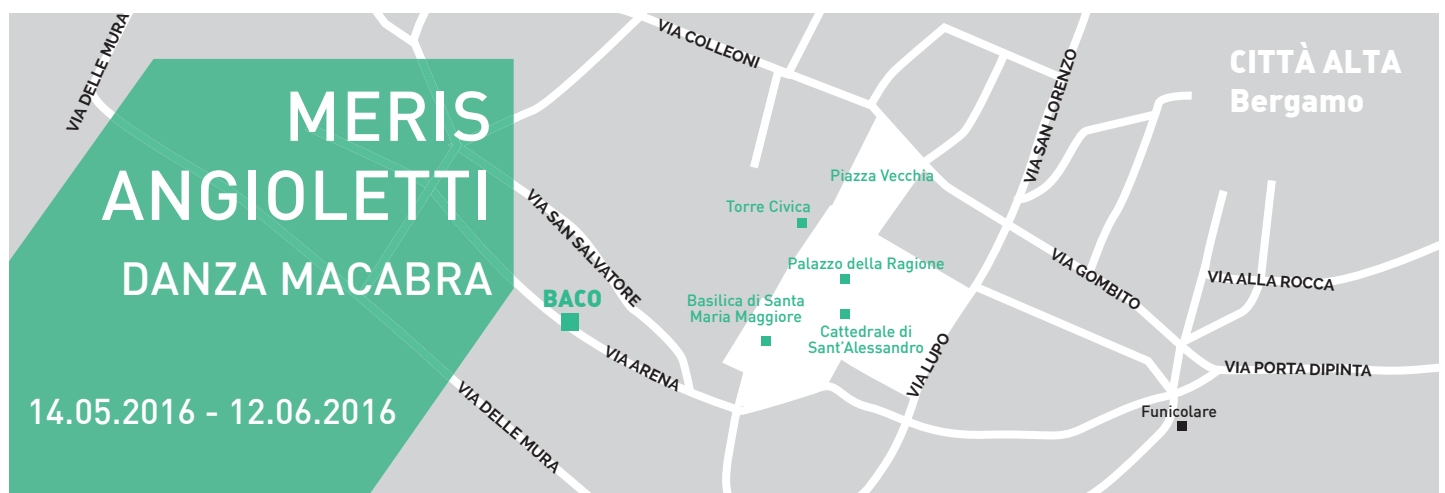 MERIS
ANGIOLETTI
DANZA MACABRA
14.05.2016 - 12.06.2016
CITTÀ ALTA
Bergamo
VIA DELLE MURA
VIA COLLEONI
VIA SAN LORENZO
Piazza Vecchia
Torre Civica
VIA SAN SALVATORE
Palazzo della Ragione
VIA GOMBITO
VIA ALLA ROCCA
BACO
Basilica di Santa
Maria Maggiore
Cattedrale di
Sant'Alessandro
VIA ARENA
VIA LUPO
VIA PORTA DIPINTA
VIA DELLE MURA
Funicolare